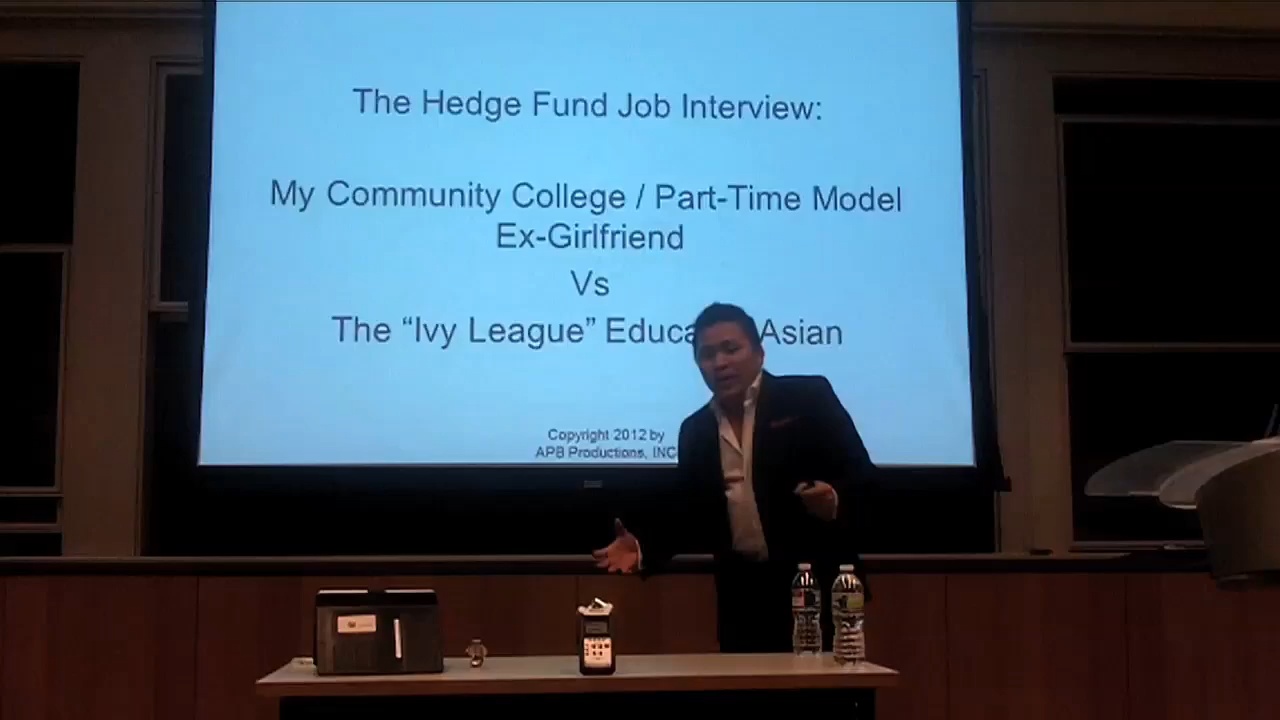 The Hedge Fund Job Interview:
My Community College / Part-Time Model
Ex-Girlfriend
Vs
The “Ivy League” Educa Asian
Copyright 2012 by
APB Productions, INC